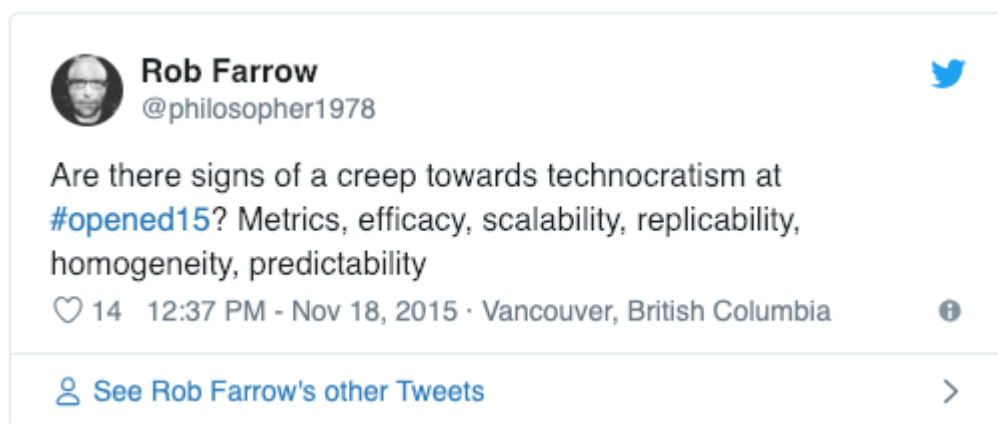 Rob Farrow
@philosopher1978
Are there signs of a creep towards technocratism at
#opened15? Metrics, efficacy, scalability, replicability,
homogeneity, predictability
14 12:37 PM - Nov 18, 2015 · Vancouver, British Columbia
See Rob Farrow's other Tweets